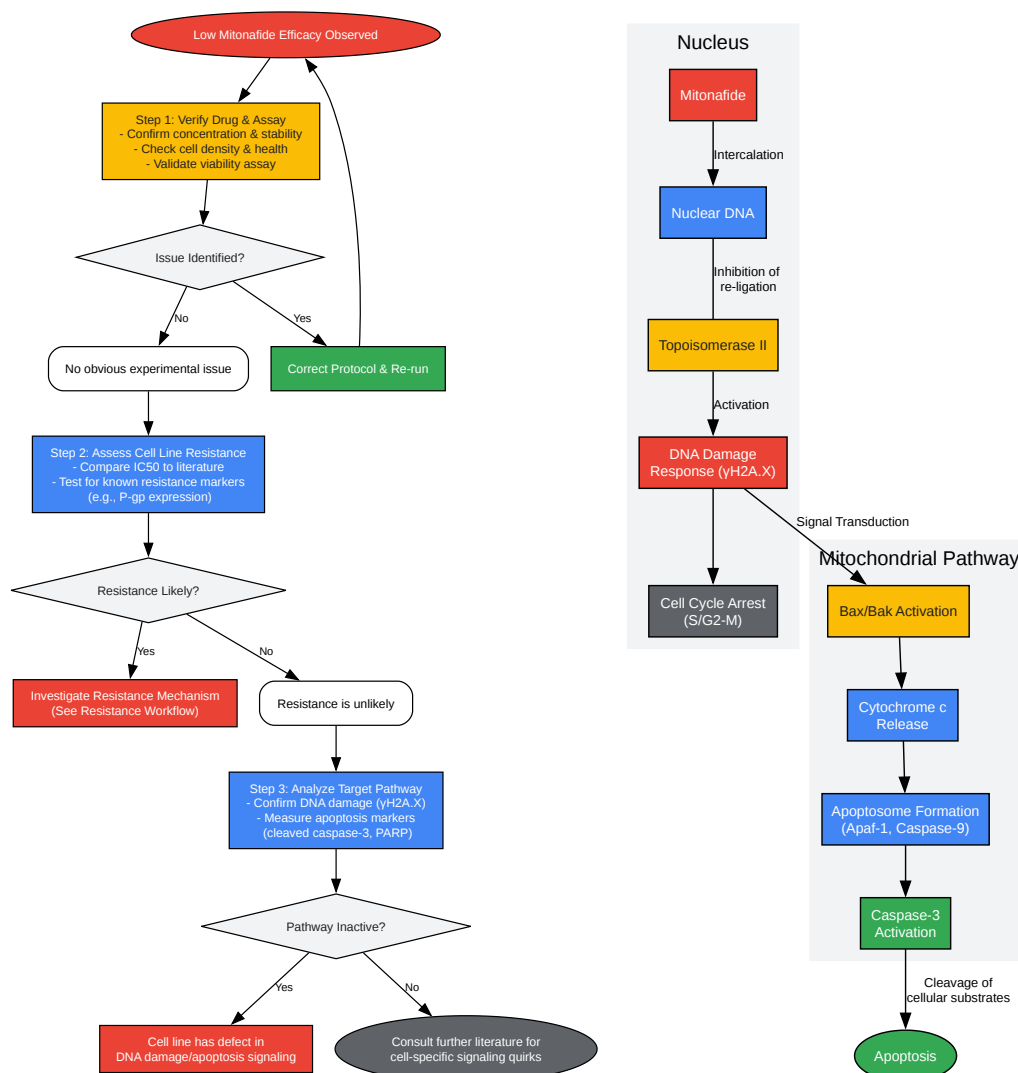 Low Mitonafide Efficacy Observed
Step 1: Verify Drug & Assay
- Confirm concentration & stability
- Check cell density & health
- Validate viability assay
Issue Identified?
No
Yes
No obvious experimental issue
Correct Protocol & Re-run
Step 2: Assess Cell Line Resistance
- Compare IC50 to literature
- Test for known resistance markers
(e.g., P-gp expression)
Resistance Likely?
Yes
No
Investigate Resistance Mechanism
(See Resistance Workflow)
Resistance is unlikely
Step 3: Analyze Target Pathway
- Confirm DNA damage (γH2A.X)
- Measure apoptosis markers
(cleaved caspase-3, PARP)
Pathway Inactive?
Yes
No
Cell line has defect in
DNA damage/apoptosis signaling
Consult further literature for
cell-specific signaling quirks
Nucleus
Mitonafide
Intercalation
Nuclear DNA
Inhibition of
re-ligation
Topoisomerase II
Activation
DNA Damage
Response (γH2A.X)
Signal Transduction
Cell Cycle Arrest
(S/G2-M)
Mitochondrial Pathway
Bax/Bak Activation
Cytochrome c
Release
Apoptosome Formation
(Apaf-1, Caspase-9)
Caspase-3
Activation
Cleavage of
cellular substrates
Apoptosis